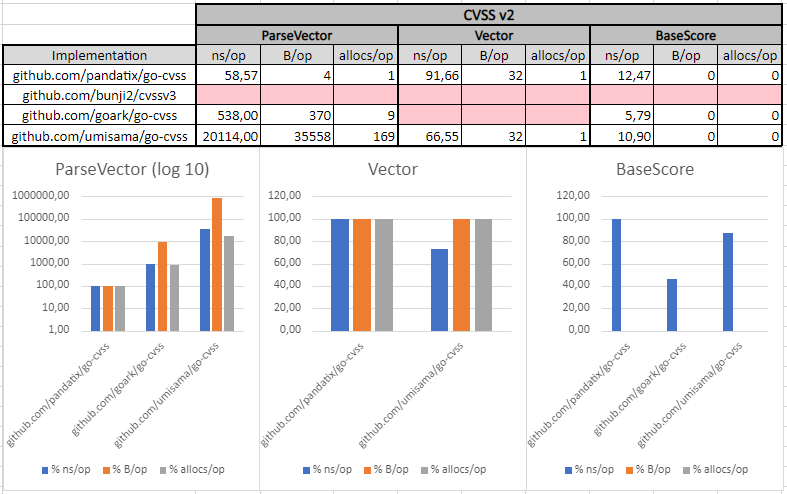 CVSS v2
ParseVector Vector BaseScore
Implementation ns/op B/op allocs/op ns/op B/op allocs/op ns/op B/op allocs/op
github.com/pandatix/go-cvss 58,57 4 1 91,66 32 1 12,47 0 0
github.com/bunji2/cvssv3
github.com/goark/go-cvss 538,00 370 9 5,79 0 0
github.com/umisama/go-cvss 20114,00 35558 169 66,55 32 1 10,90 0 0
ParseVector (log 10)
1000000,00
100000,00
10000,00
1000,00
100,00
10,00
1,00
github.com/pandatix/go-cvss
github.com/goark/go-cvss
github.com/umisama/go-cvss
% ns/op % B/op % allocs/op
Vector
120,00
100,00
80,00
60,00
40,00
20,00
0,00
github.com/pandatix/go-cvss
github.com/umisama/go-cvss
% ns/op % B/op % allocs/op
BaseScore
120,00
100,00
80,00
60,00
40,00
20,00
0,00
github.com/pandatix/go-cvss
github.com/goark/go-cvss
github.com/umisama/go-cvss
% ns/op % B/op % allocs/op